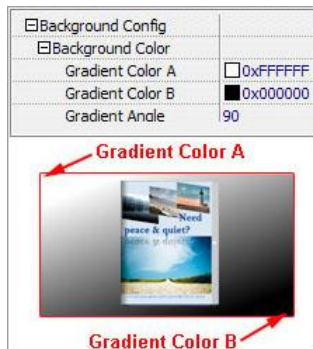 Background Config
Background Color
Gradient Color A 0xFFFFFF
Gradient Color B 0x000000
Gradient Angle 90
Gradient Color A
Need
peace & quiet?
Gradient Color B